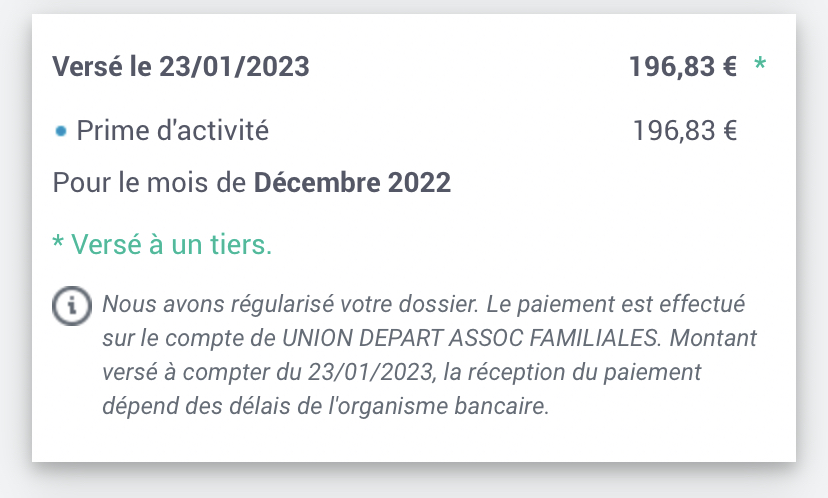 Versé le 23/01/2023 196,83 € *
• Prime d'activité 196,83 €
Pour le mois de Décembre 2022
* Versé à un tiers.
Nous avons régularisé votre dossier. Le paiement est effectué
sur le compte de UNION DEPART ASSOC FAMILIALES. Montant
versé à compter du 23/01/2023, la réception du paiement
dépend des délais de l'organisme bancaire.